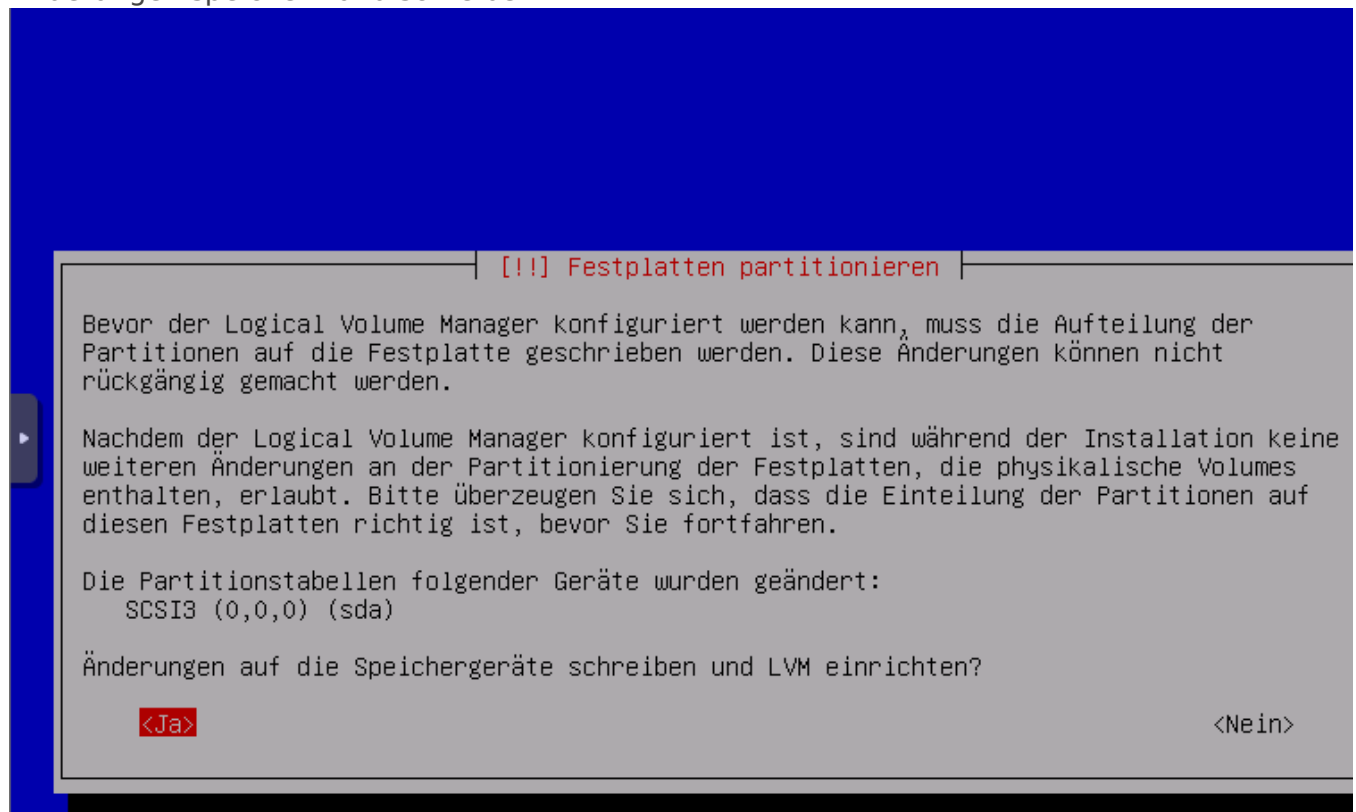 [!!] Festplatten partitionieren
Bevor der Logical Volume Manager konfiguriert werden kann, muss die Aufteilung der
Partitionen auf die Festplatte geschrieben werden. Diese Änderungen können nicht
rückgängig gemacht werden.
Nachdem der Logical Volume Manager konfiguriert ist, sind während der Installation keine
weiteren Änderungen an der Partitionierung der Festplatten, die physikalische Volumes
enthalten, erlaubt. Bitte überzeugen Sie sich, dass die Einteilung der Partitionen auf
diesen Festplatten richtig ist, bevor Sie fortfahren.
Die Partitionstabellen folgender Geräte wurden geändert:
SCSI3 (0,0,0) (sda)
Änderungen auf die Speichergeräte schreiben und LVM einrichten?
<Ja> <Nein>